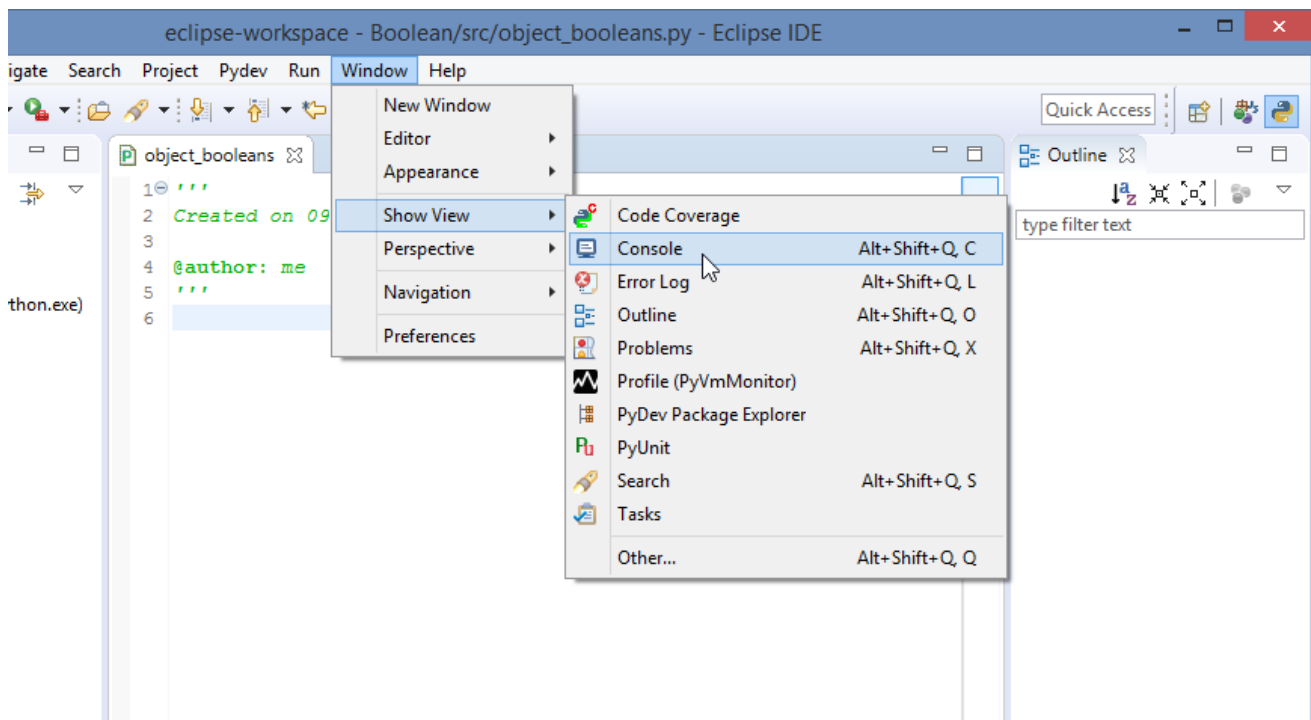 eclipse-workspace - Boolean/src/object_booleans.py - Eclipse IDE
igate Search Project Pydev Run Window Help
Quick Access
object_booleans
Outline
type filter text
thon.exe)
1 '''
2 Created on 09
3
4 @author: me
5 '''
6
New Window
Editor
Appearance
Show View
Perspective
Navigation
Preferences
Code Coverage
Console Alt+Shift+Q, C
Error Log Alt+Shift+Q, L
Outline Alt+Shift+Q, O
Problems Alt+Shift+Q, X
Profile (PyVmMonitor)
PyDev Package Explorer
PyUnit
Search Alt+Shift+Q, S
Tasks
Other... Alt+Shift+Q, Q